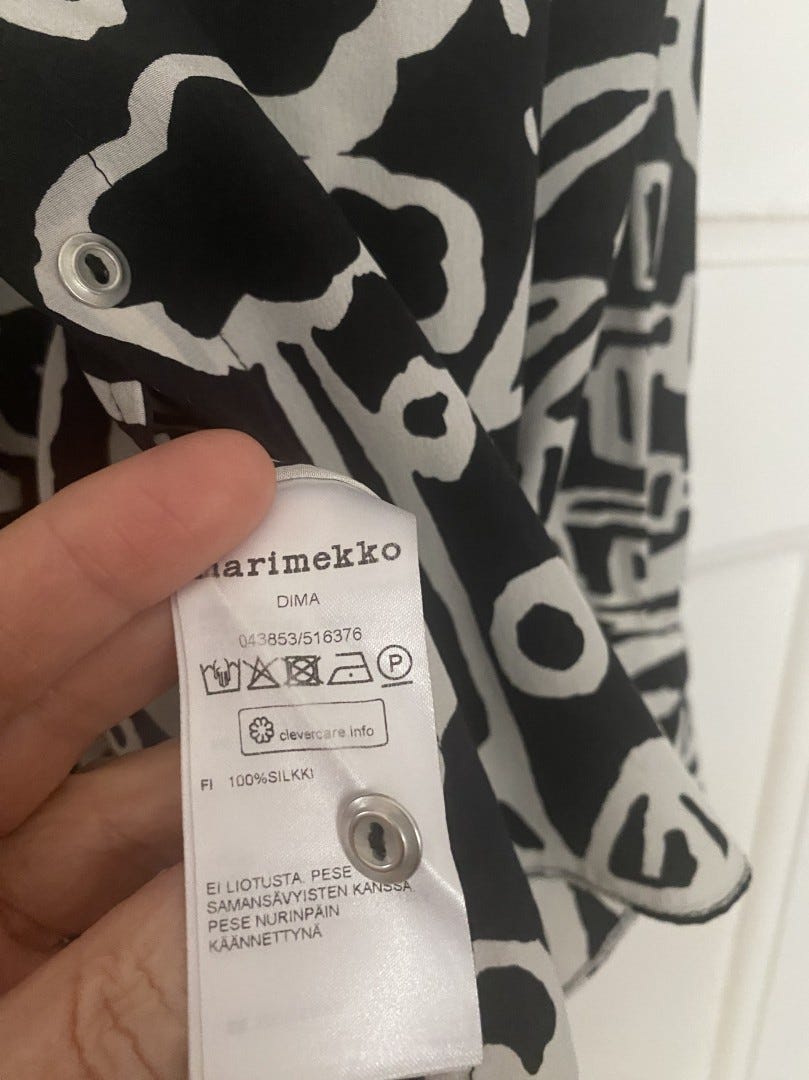 marimekko
DIMA
043853/516376
P
clevercare.info
FI 100%SILKKI
EI LIOTUSTA. PESE
SAMANSÄVYISTEN KANSSA.
PESE NURINPÄIN
KÄÄNNETTYNÄ